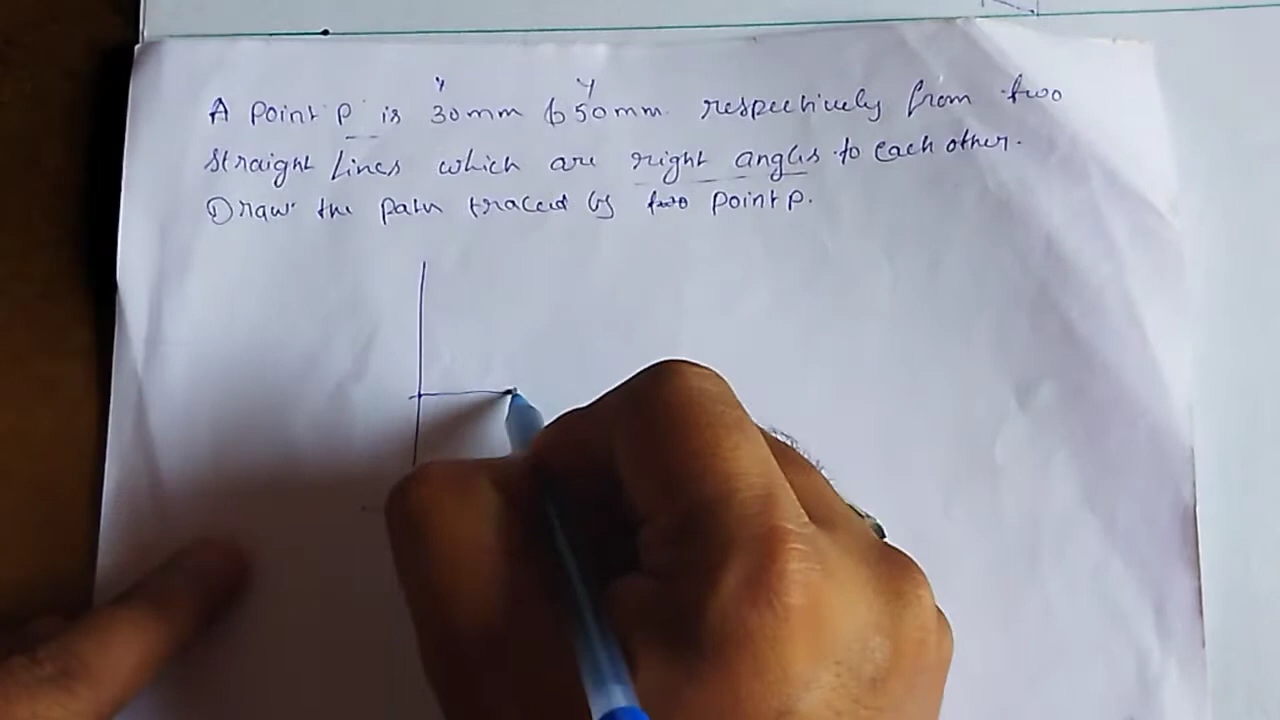 A point P is 30mm & 50mm respectively from two
straight lines which are right angles to each other.
Draw the path traced by two point P.